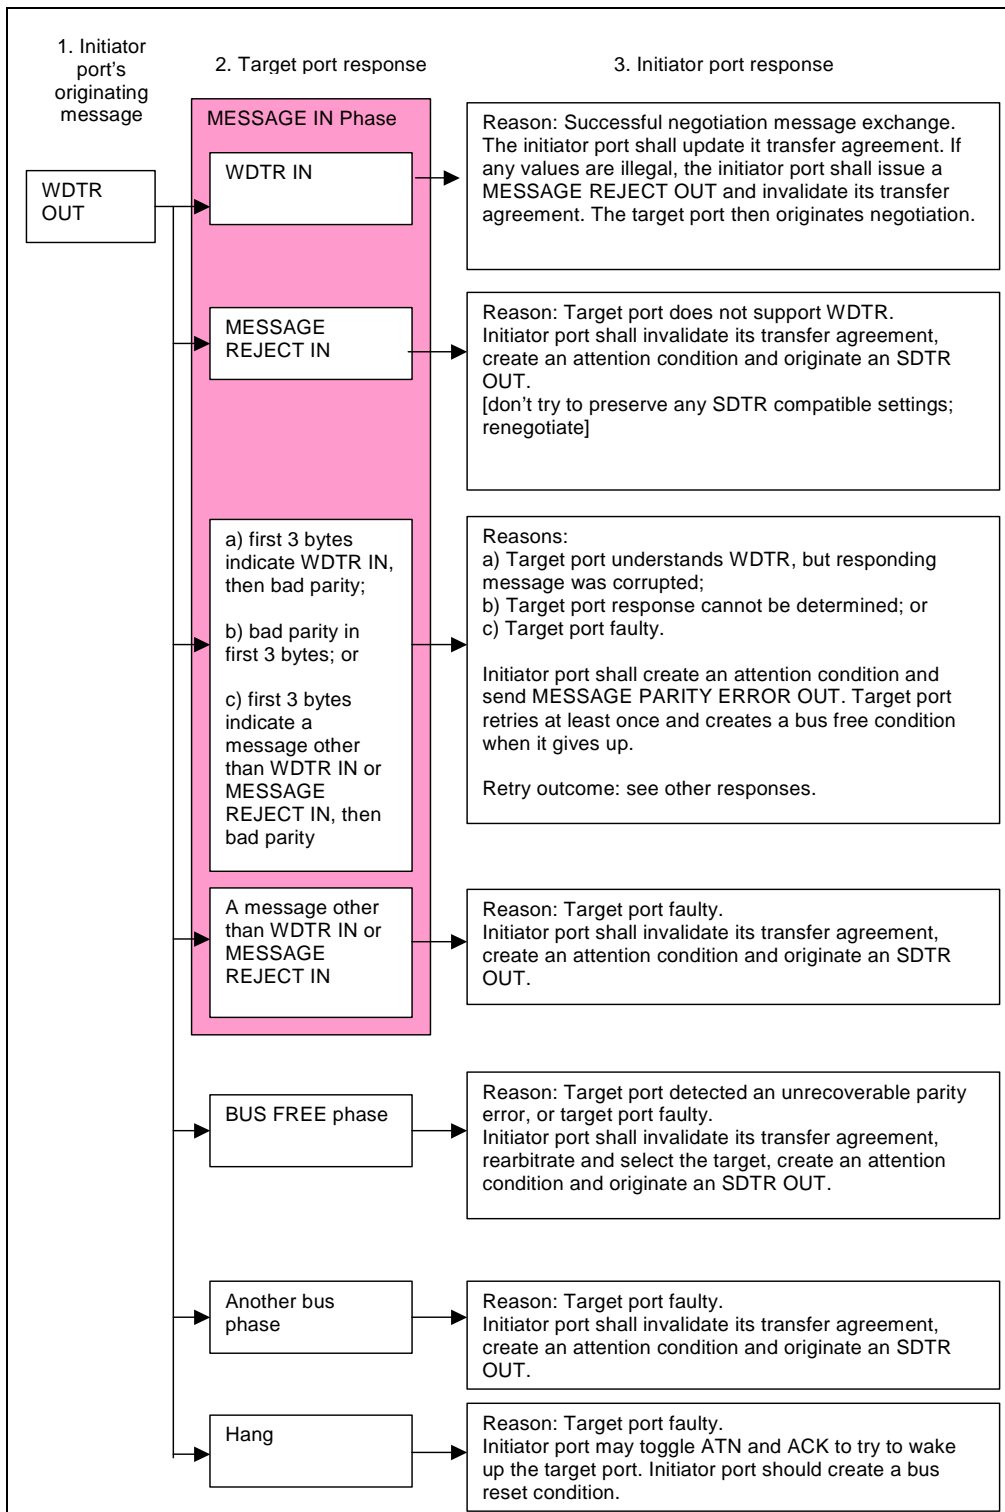 1. Initiator
port's
originating
message
2. Target port response
3. Initiator port response
WDTR
OUT
MESSAGE IN Phase
WDTR IN
Reason: Successful negotiation message exchange.
The initiator port shall update it transfer agreement. If
any values are illegal, the initiator port shall issue a
MESSAGE REJECT OUT and invalidate its transfer
agreement. The target port then originates negotiation.
MESSAGE
REJECT IN
Reason: Target port does not support WDTR.
Initiator port shall invalidate its transfer agreement,
create an attention condition and originate an SDTR
OUT.
[don't try to preserve any SDTR compatible settings;
renegotiate]
a) first 3 bytes
indicate WDTR IN,
then bad parity;
b) bad parity in
first 3 bytes; or
c) first 3 bytes
indicate a
message other
than WDTR IN or
MESSAGE
REJECT IN, then
bad parity
Reasons:
a) Target port understands WDTR, but responding
message was corrupted;
b) Target port response cannot be determined; or
c) Target port faulty.
Initiator port shall create an attention condition and
send MESSAGE PARITY ERROR OUT. Target port
retries at least once and creates a bus free condition
when it gives up.
Retry outcome: see other responses.
A message other
than WDTR IN or
MESSAGE
REJECT IN
Reason: Target port faulty.
Initiator port shall invalidate its transfer agreement,
create an attention condition and originate an SDTR
OUT.
BUS FREE phase
Reason: Target port detected an unrecoverable parity
error, or target port faulty.
Initiator port shall invalidate its transfer agreement,
rearbitrate and select the target, create an attention
condition and originate an SDTR OUT.
Another bus
phase
Reason: Target port faulty.
Initiator port shall invalidate its transfer agreement,
create an attention condition and originate an SDTR
OUT.
Hang
Reason: Target port faulty.
Initiator port may toggle ATN and ACK to try to wake
up the target port. Initiator port should create a bus
reset condition.